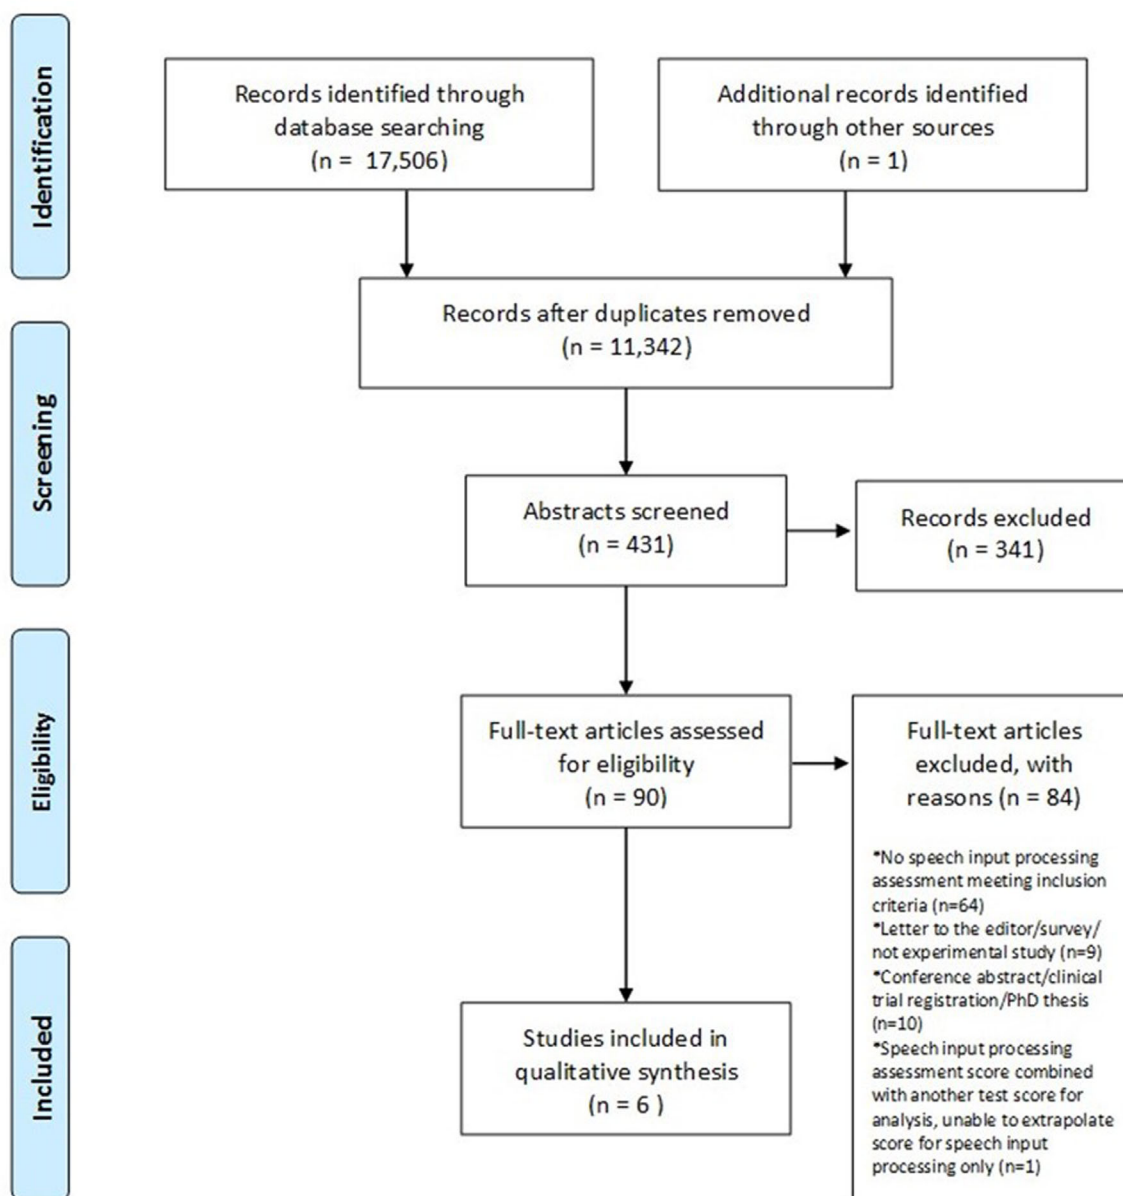 Identification
Records identified through
database searching
(n = 17,506)
Additional records identified
through other sources
(n = 1)
Records after duplicates removed
(n = 11,342)
Screening
Abstracts screened
(n = 431)
Records excluded
(n = 341)
Eligibility
Full-text articles assessed
for eligibility
(n = 90)
Full-text articles
excluded, with
reasons (n = 84)
*No speech input processing
assessment meeting inclusion
criteria (n=64)
*Letter to the editor/survey/
not experimental study (n=9)
*Conference abstract/clinical
trial registration/PhD thesis
(n=10)
*Speech input processing
assessment score combined
with another test score for
analysis, unable to extrapolate
score for speech input
processing only (n=1)
Included
Studies included in
qualitative synthesis
(n = 6 )